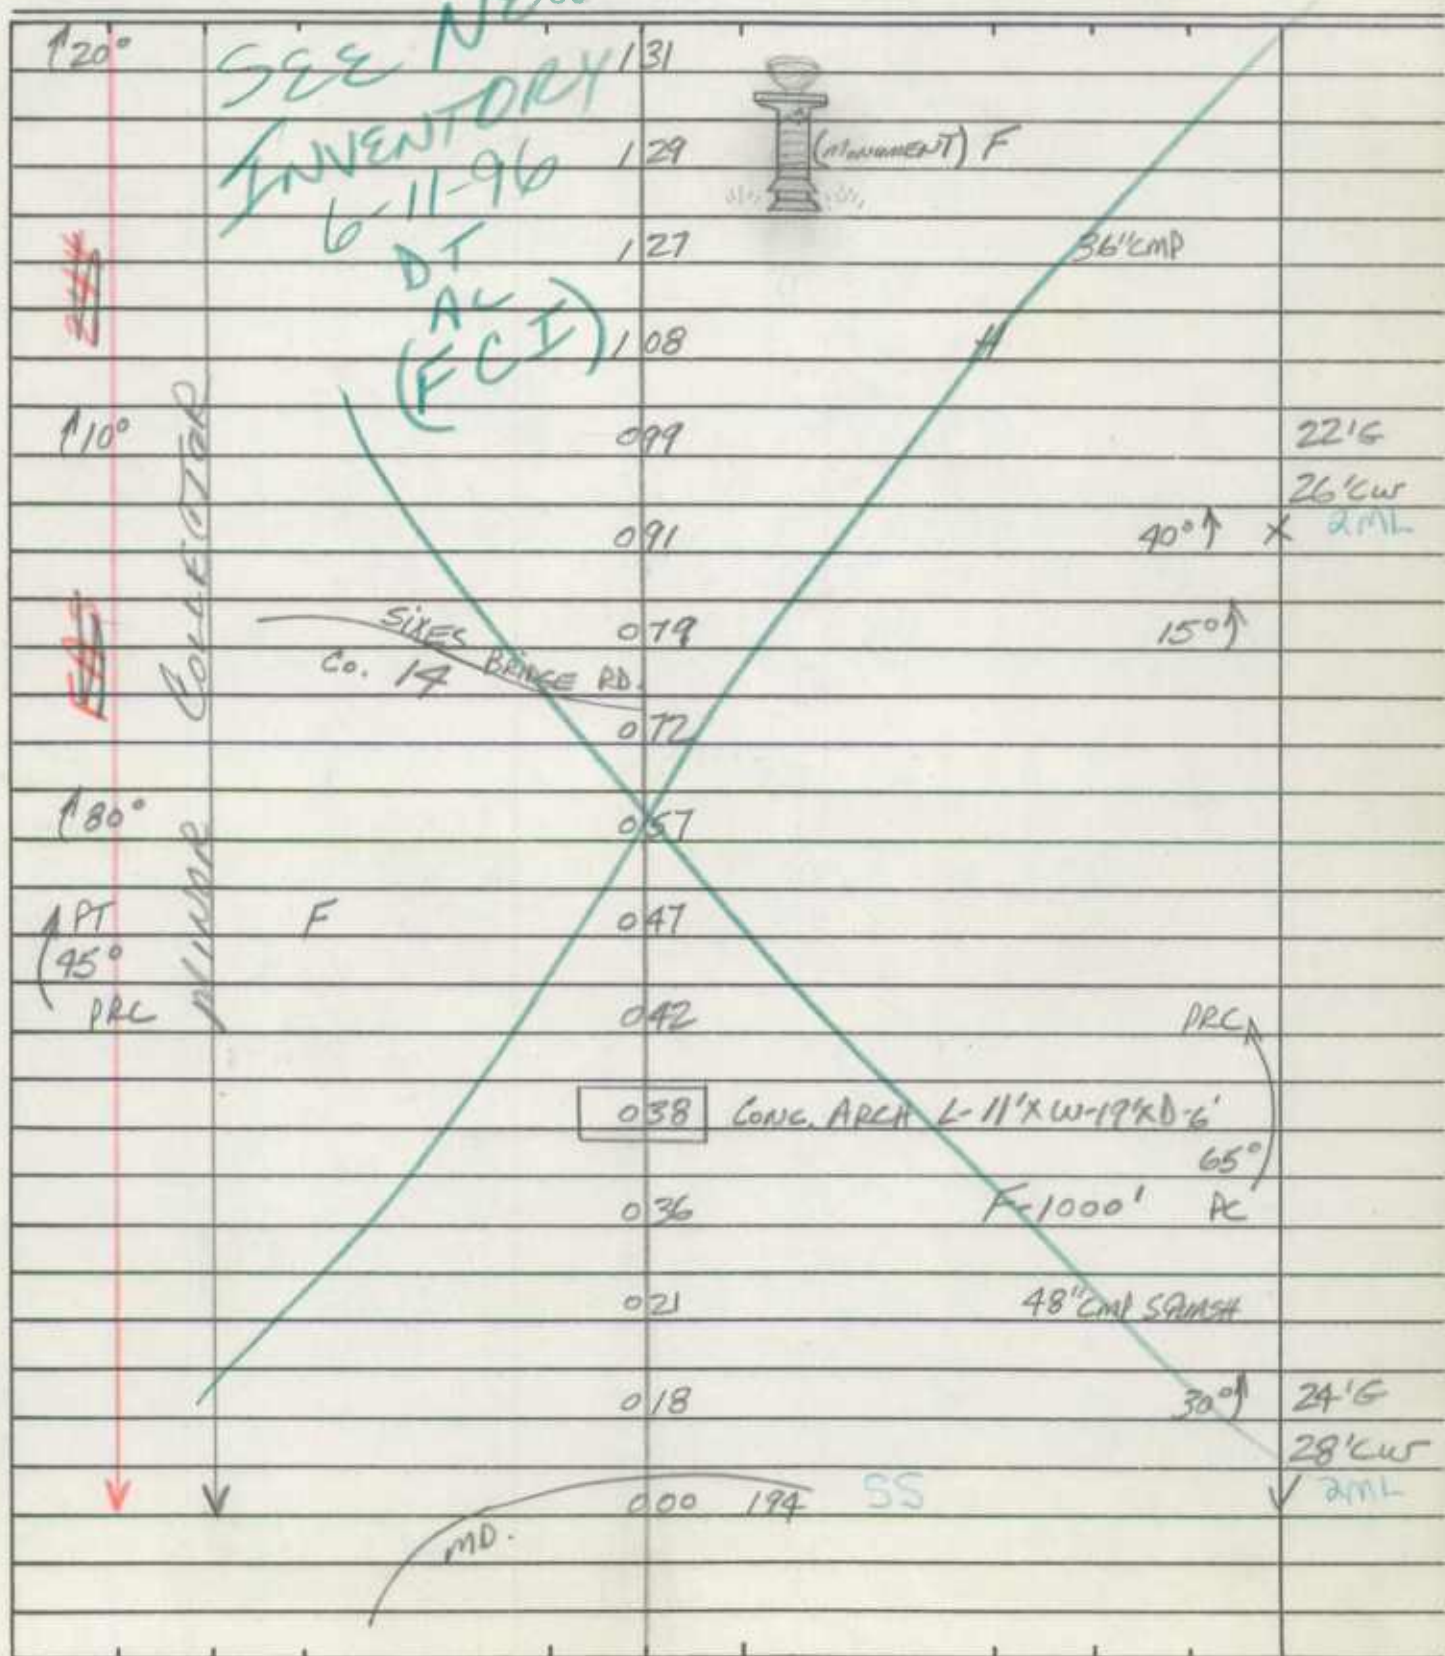 SEE NEW
INVENTORY
6-11-96
DT
AC
(FCI)
↑20° 131
129 (MONUMENT) F
127 36"CMP
108
↑10° 099 22'G
26'CW
091 40°↑ X 2ML
COLLECTOR
SIXES BRIDGE RD. 079 15°↑
Co. 14
072
↑80° 057
MINOR
PT F 047
45°
PRC 042 PRC
038 CONC. ARCH L-11'X W-19'X D-6'
65°
036 F-1000' PC
021 48"CMP SQUASH
018 30°↑ 24'G
28'CW
MD. 000 194 SS 2ML